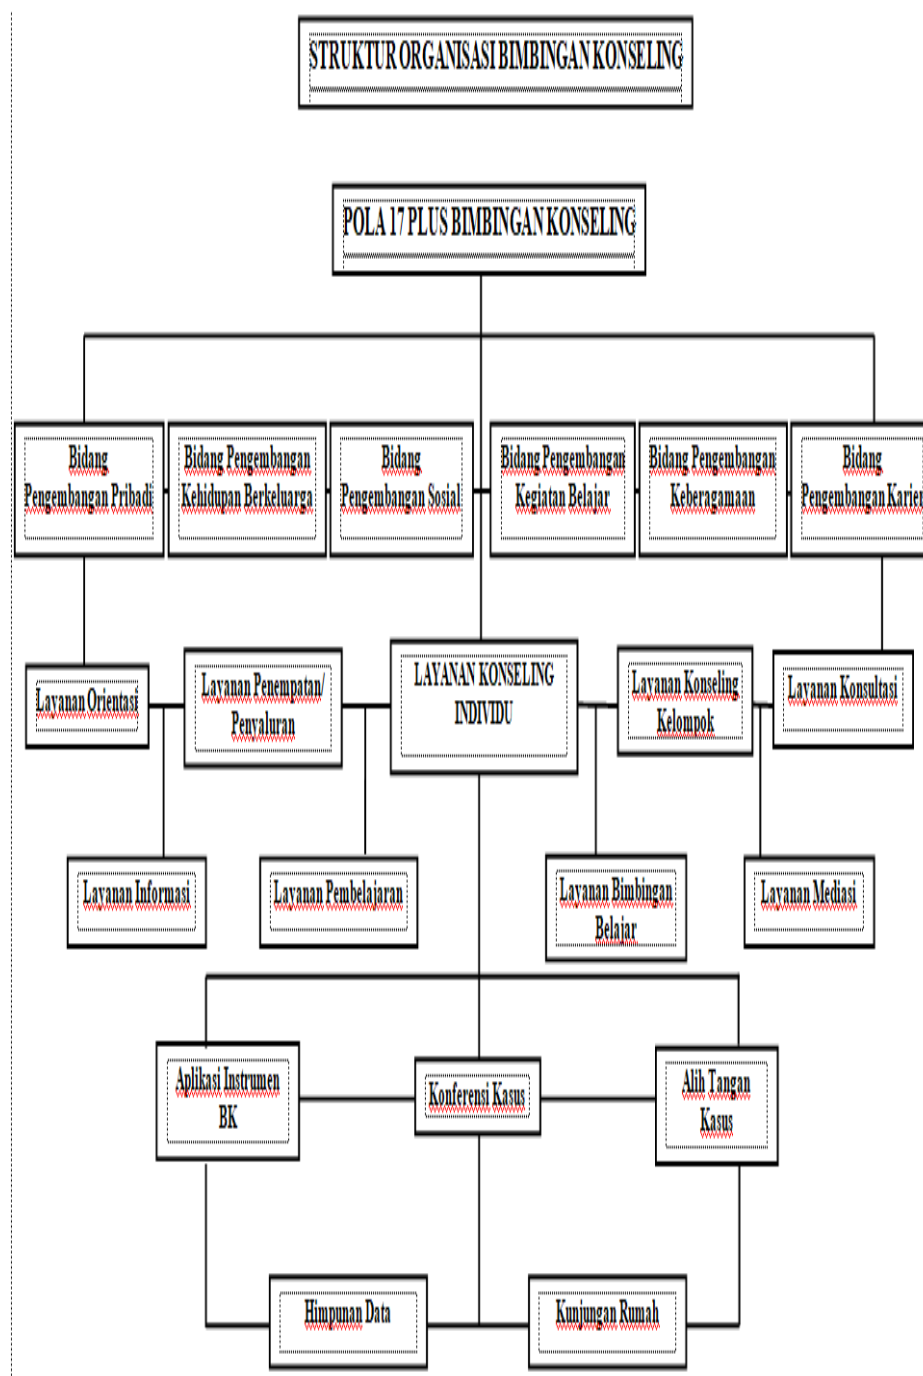 STRUKTUR ORGANISASI BIMBINGAN KONSELING
POLA 17 PLUS BIMBINGAN KONSELING
Bidang
Pengembangan Pribadi
Bidang Pengembangan
Kehidupan Berkeluarga
Bidang
Pengembangan Sosial
Bidang Pengembangan
Kegiatan Belajar
Bidang Pengembangan
Keberagamaan
Bidang
Pengembangan Karier
Layanan Orientasi
Layanan Penempatan/
Penyaluran
LAYANAN KONSELING
INDIVIDU
Layanan Konseling
Kelompok
Layanan Konsultasi
Layanan Informasi
Layanan Pembelajaran
Layanan Bimbingan
Belajar
Layanan Mediasi
Aplikasi Instrumen
BK
Konferensi Kasus
Alih Tangan
Kasus
Himpunan Data
Kunjungan Rumah